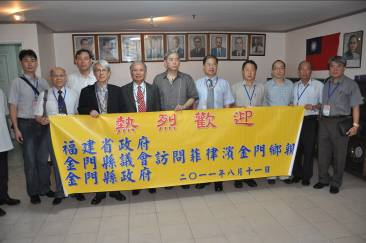 熱烈歡迎
福建省政府
金門縣議會訪問菲律濱金門鄉親
金門縣政府
二〇一一年八月十一日